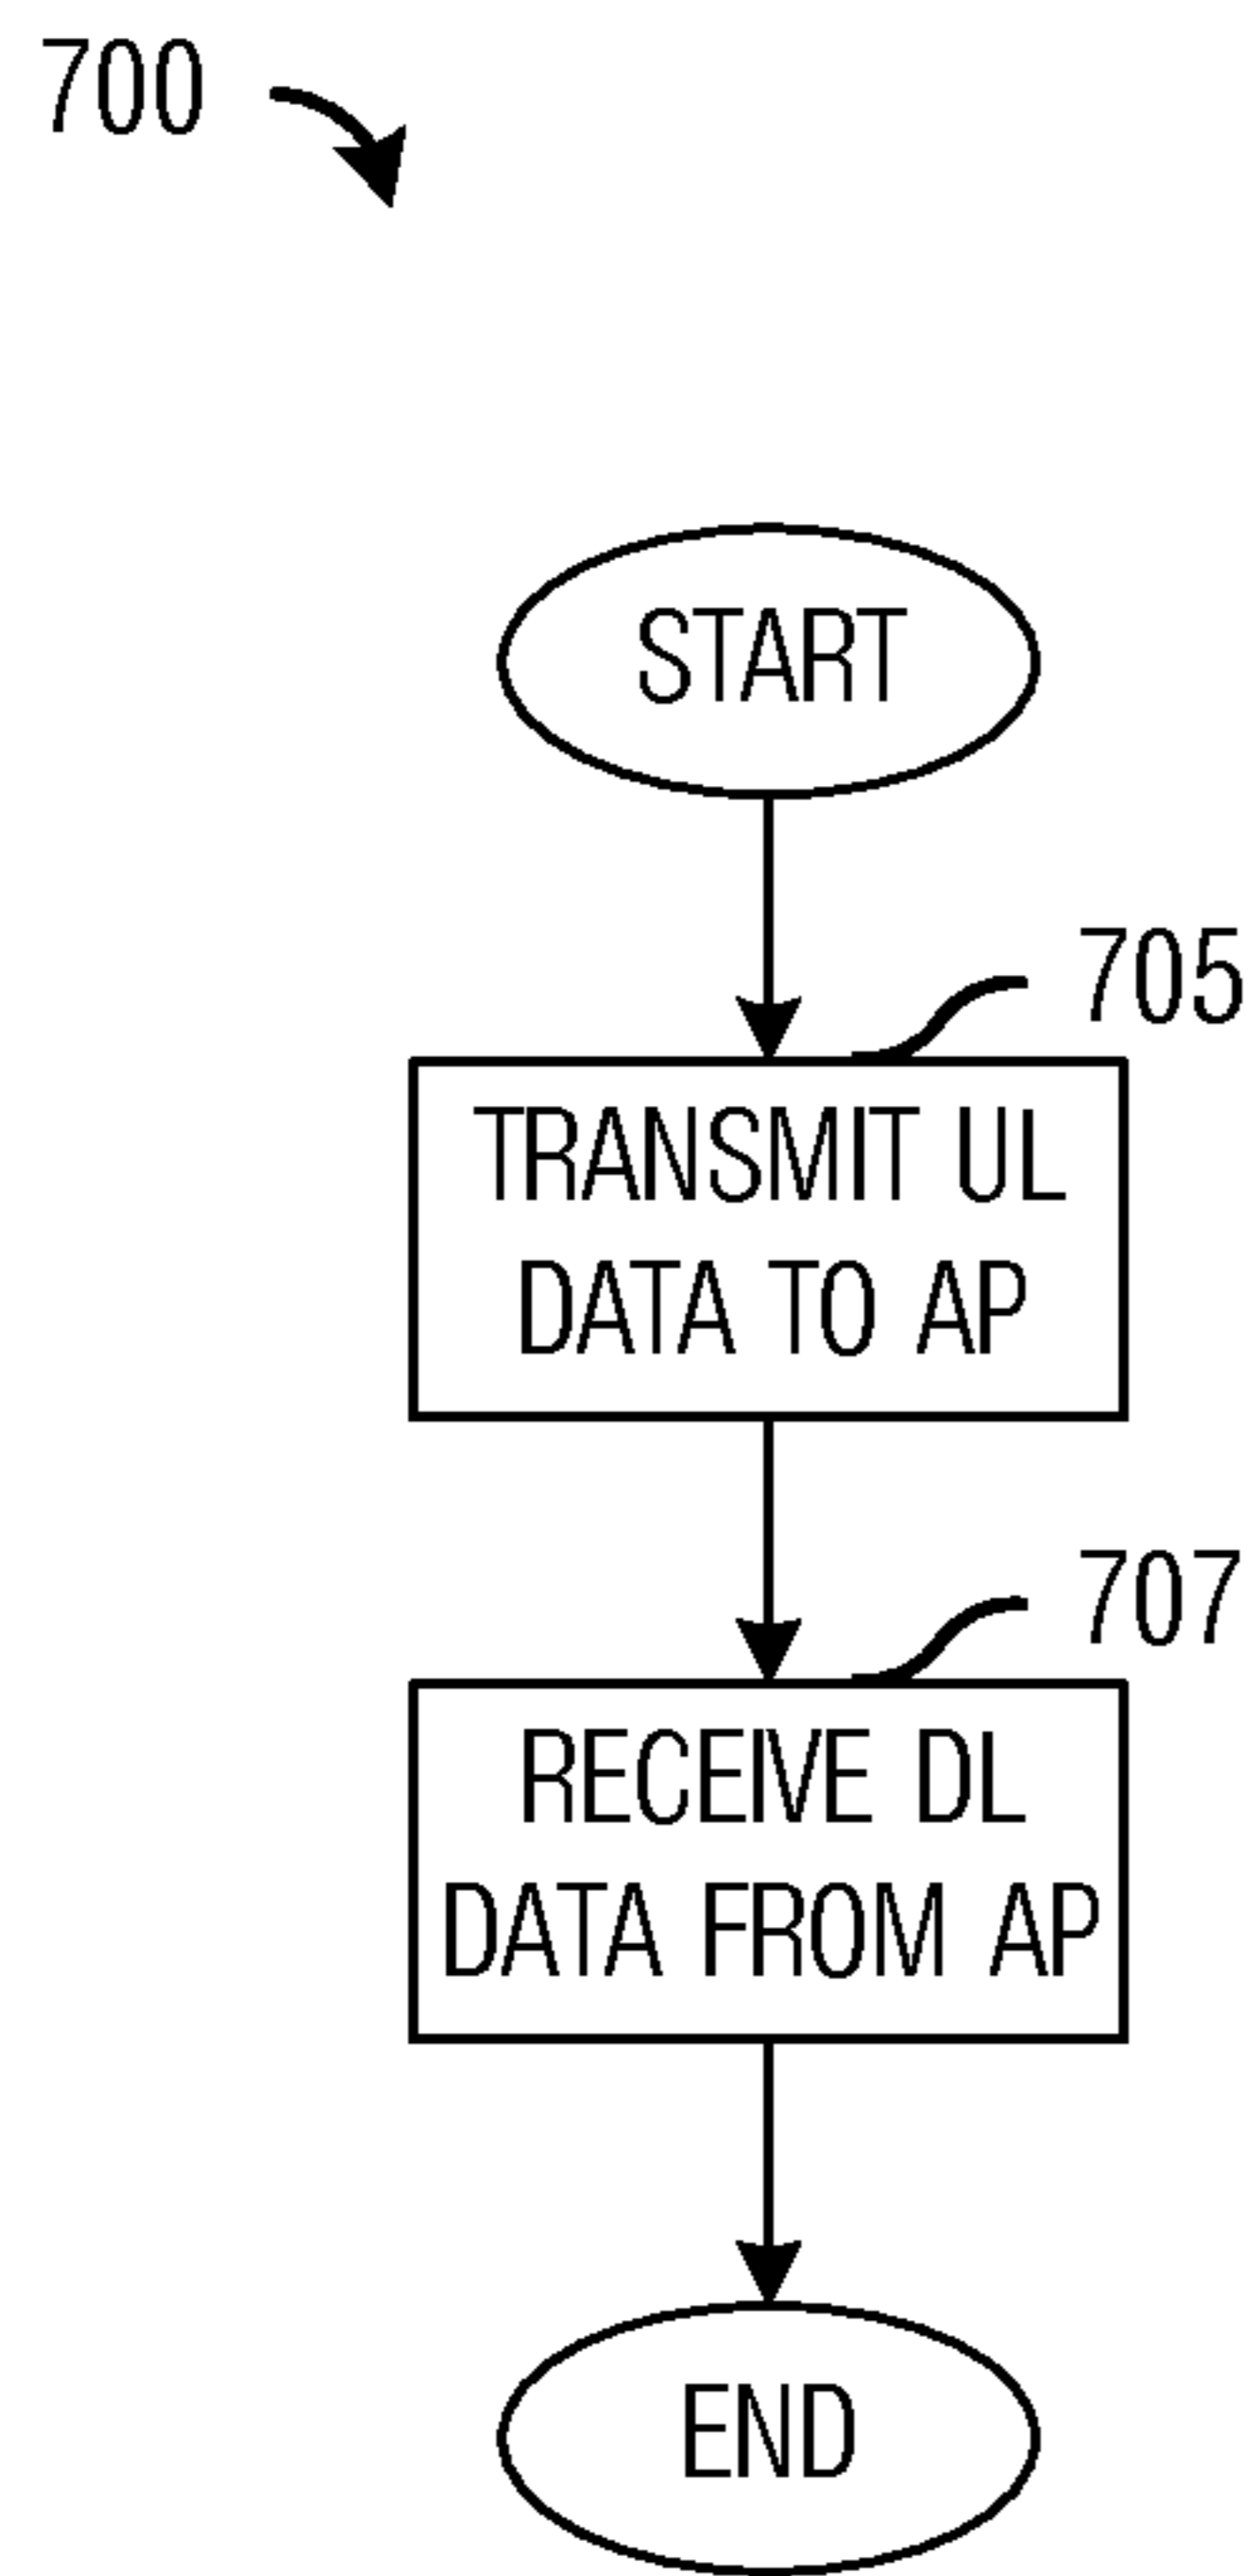 700
START
705
TRANSMIT UL
DATA TO AP
707
RECEIVE DL
DATA FROM AP
END